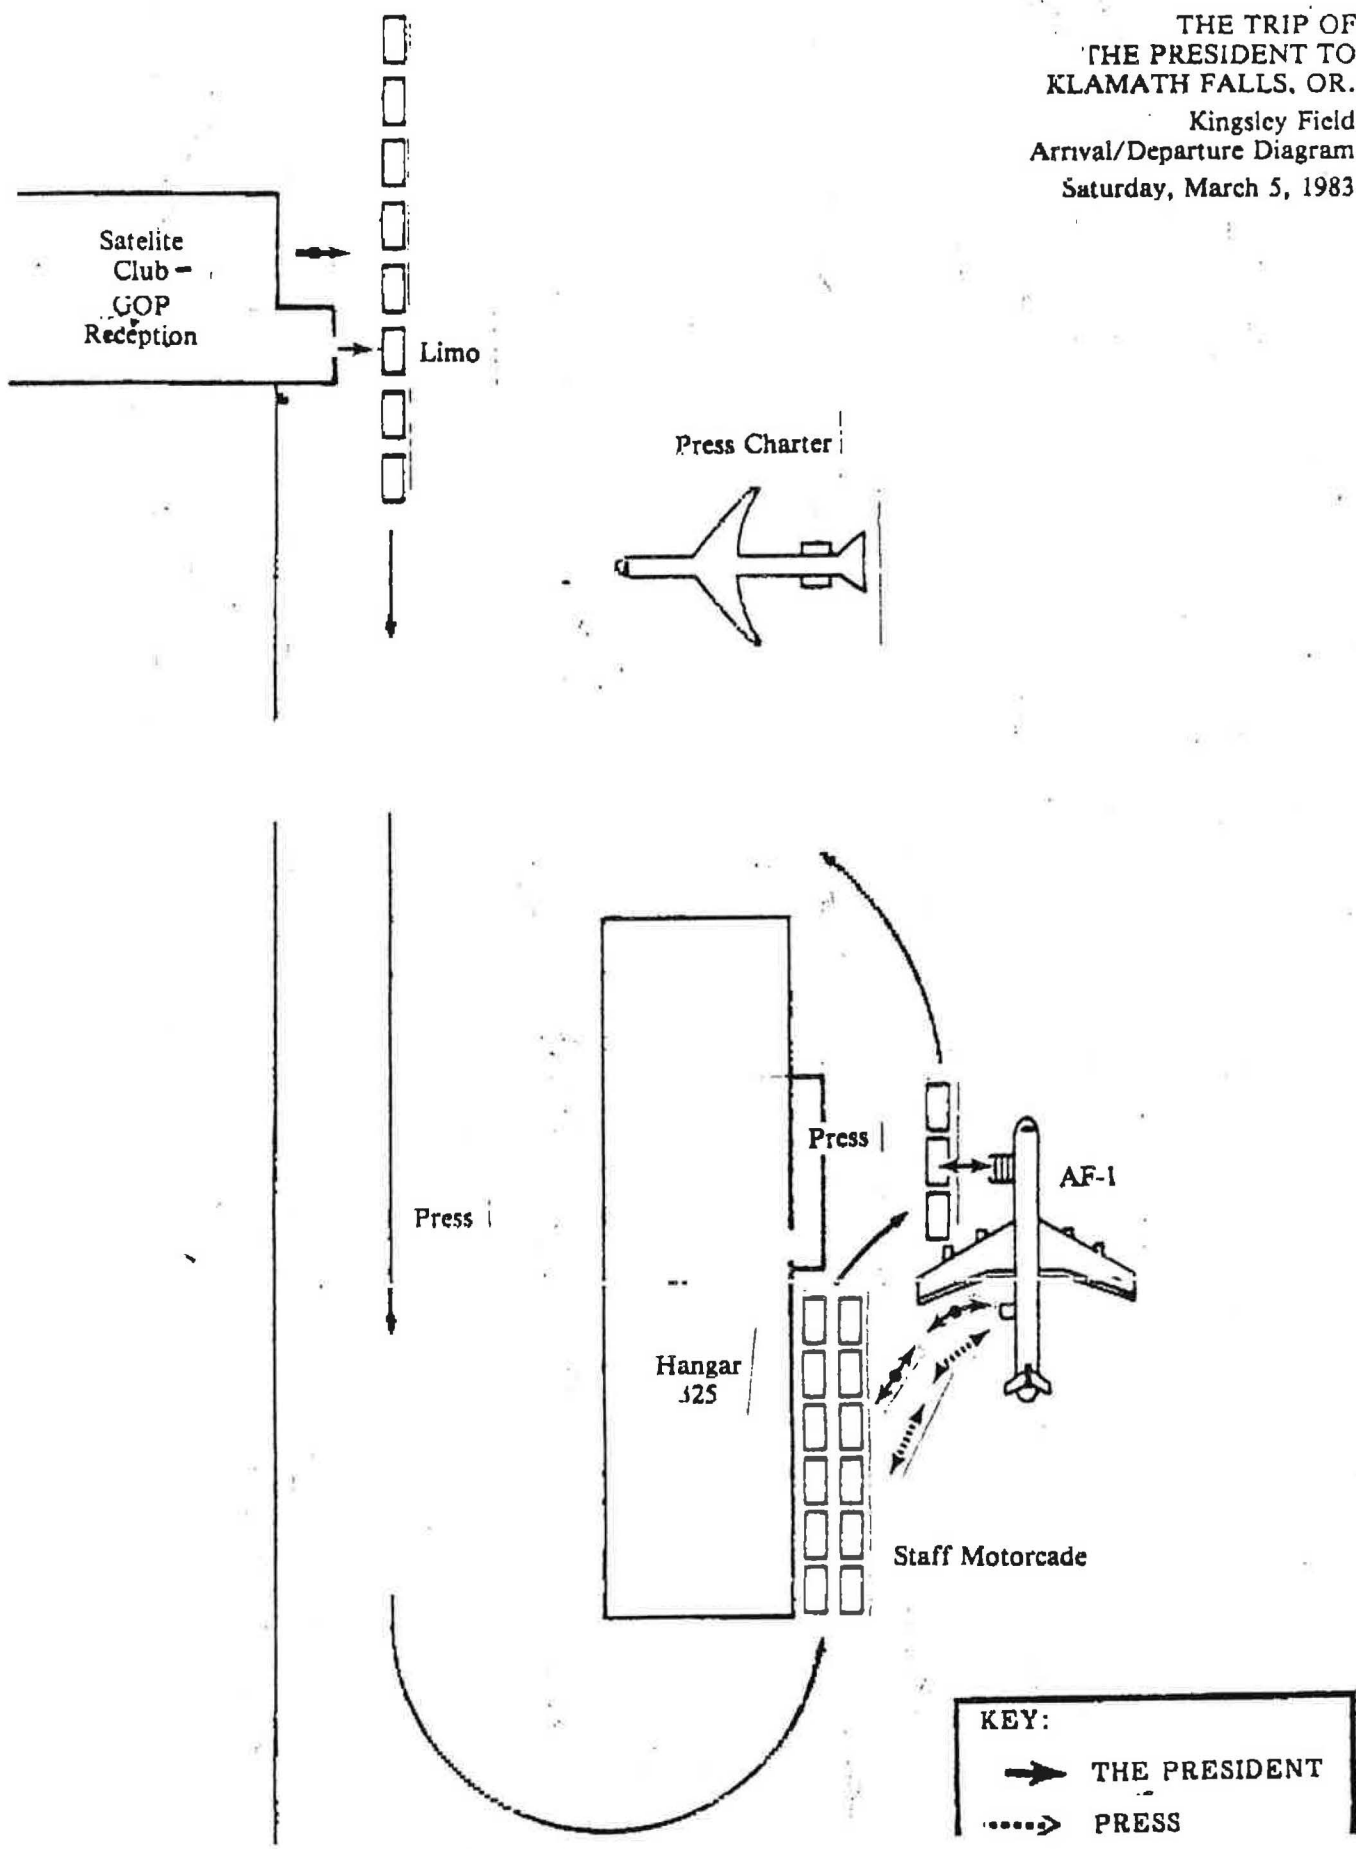 THE TRIP OF
THE PRESIDENT TO
KLAMATH FALLS, OR.
Kingsley Field
Arrival/Departure Diagram
Saturday, March 5, 1983
Satelite
Club -
GOP
Reception
Limo
Press Charter
Press
AF-1
Press
Hangar
325
Staff Motorcade
KEY:
THE PRESIDENT
PRESS